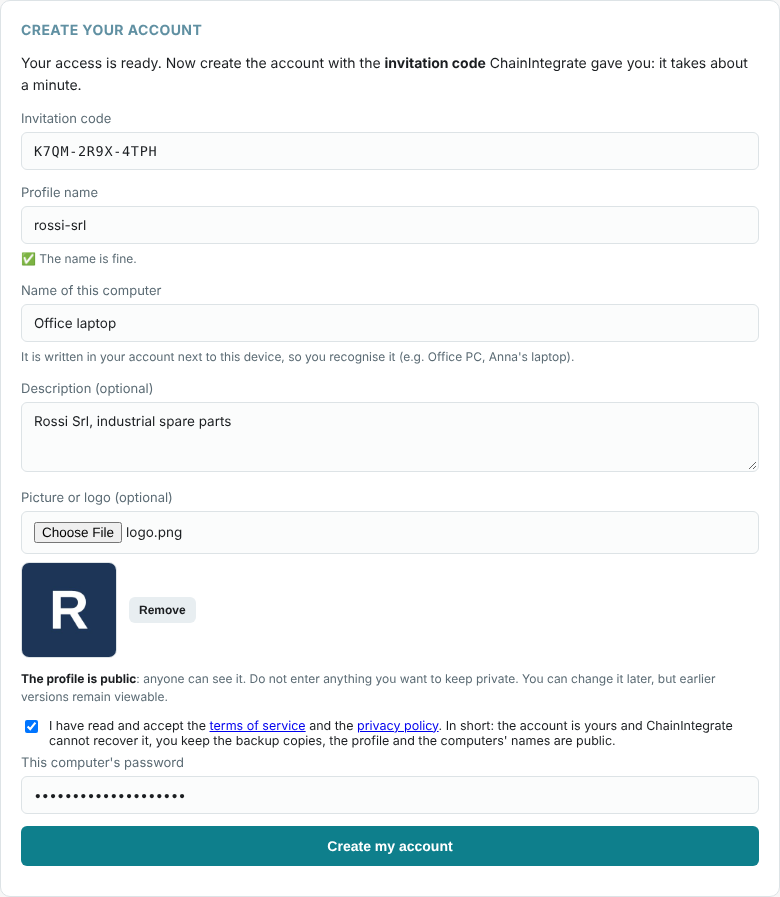 CREATE YOUR ACCOUNT
Your access is ready. Now create the account with the invitation code ChainIntegrate gave you: it takes about
a minute.
Invitation code
K7QM-2R9X-4TPH
Profile name
rossi-srl
✅ The name is fine.
Name of this computer
Office laptop
It is written in your account next to this device, so you recognise it (e.g. Office PC, Anna's laptop).
Description (optional)
Rossi Srl, industrial spare parts
Picture or logo (optional)
Choose File logo.png
R
Remove
The profile is public: anyone can see it. Do not enter anything you want to keep private. You can change it later, but earlier
versions remain viewable.
I have read and accept the terms of service and the privacy policy. In short: the account is yours and ChainIntegrate
cannot recover it, you keep the backup copies, the profile and the computers' names are public.
This computer's password
•••••••••••••••••••
Create my account